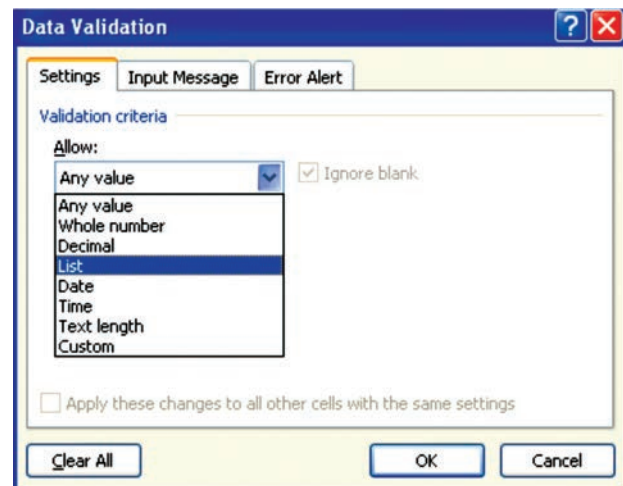 Data Validation
Settings Input Message Error Alert
Validation criteria
Allow:
Any value Ignore blank
Any value
Whole number
Decimal
List
Date
Time
Text length
Custom
Apply these changes to all other cells with the same settings
Clear All OK Cancel